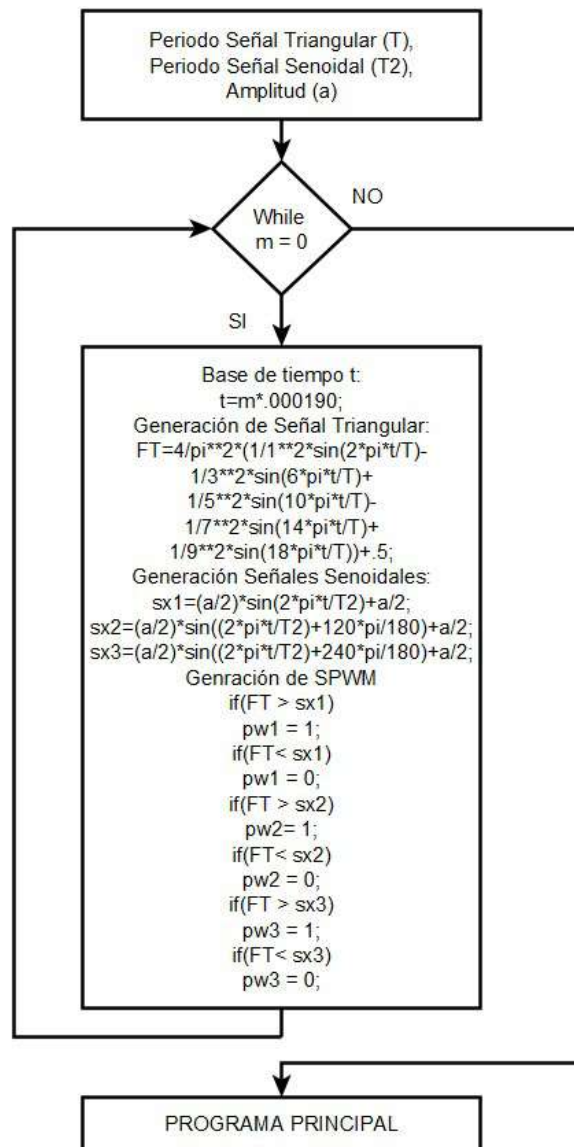 Periodo Señal Triangular (T),
Periodo Señal Senoidal (T2),
Amplitud (a)
While
m = 0
NO
SI
Base de tiempo t:
t=m*.000190;
Generación de Señal Triangular:
FT=4/pi**2*(1/1**2*sin(2*pi*t/T)-
1/3**2*sin(6*pi*t/T)+
1/5**2*sin(10*pi*t/T)-
1/7**2*sin(14*pi*t/T)+
1/9**2*sin(18*pi*t/T))+.5;
Generación Señales Senoidales:
sx1=(a/2)*sin(2*pi*t/T2)+a/2;
sx2=(a/2)*sin((2*pi*t/T2)+120*pi/180)+a/2;
sx3=(a/2)*sin((2*pi*t/T2)+240*pi/180)+a/2;
Genración de SPWM
if(FT > sx1)
pw1 = 1;
if(FT< sx1)
pw1 = 0;
if(FT > sx2)
pw2= 1;
if(FT< sx2)
pw2 = 0;
if(FT > sx3)
pw3 = 1;
if(FT< sx3)
pw3 = 0;
PROGRAMA PRINCIPAL